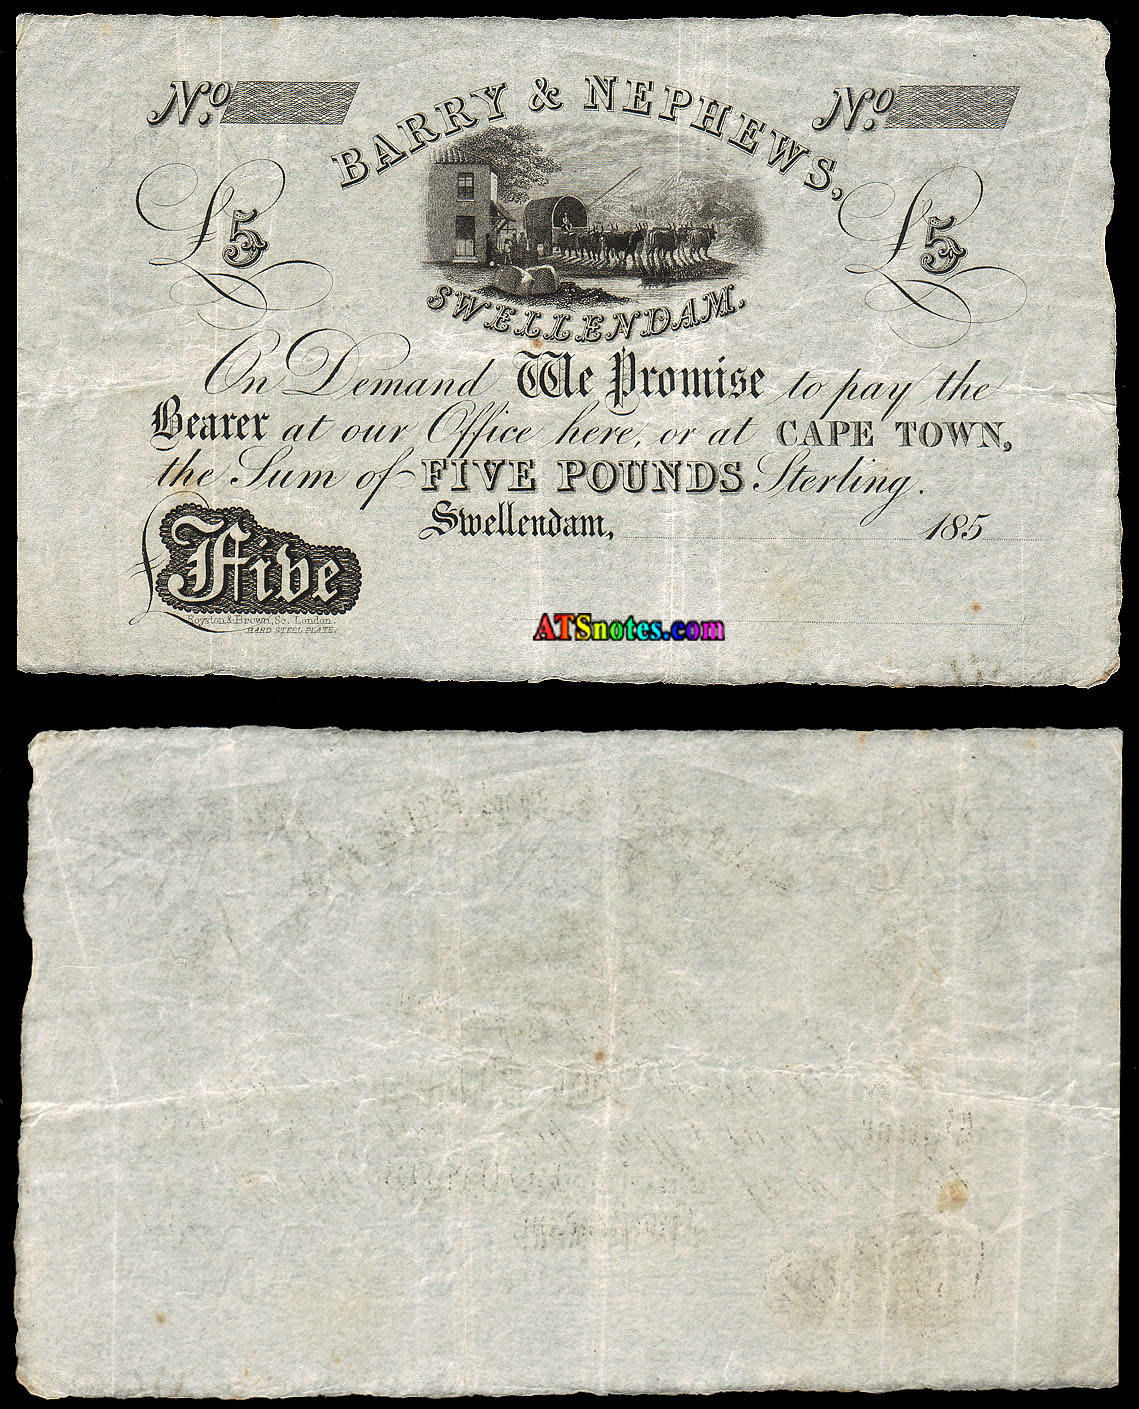 No. No.
BARRY & NEPHEWS,
£5 £5
SWELLENDAM.
On Demand We Promise to pay the
Bearer at our Office here, or at CAPE TOWN,
the Sum of FIVE POUNDS Sterling.
Swellendam, 185
£Five
Royston & Brown, Sc. London.
HARD STEEL PLATE.
ATSnotes.com